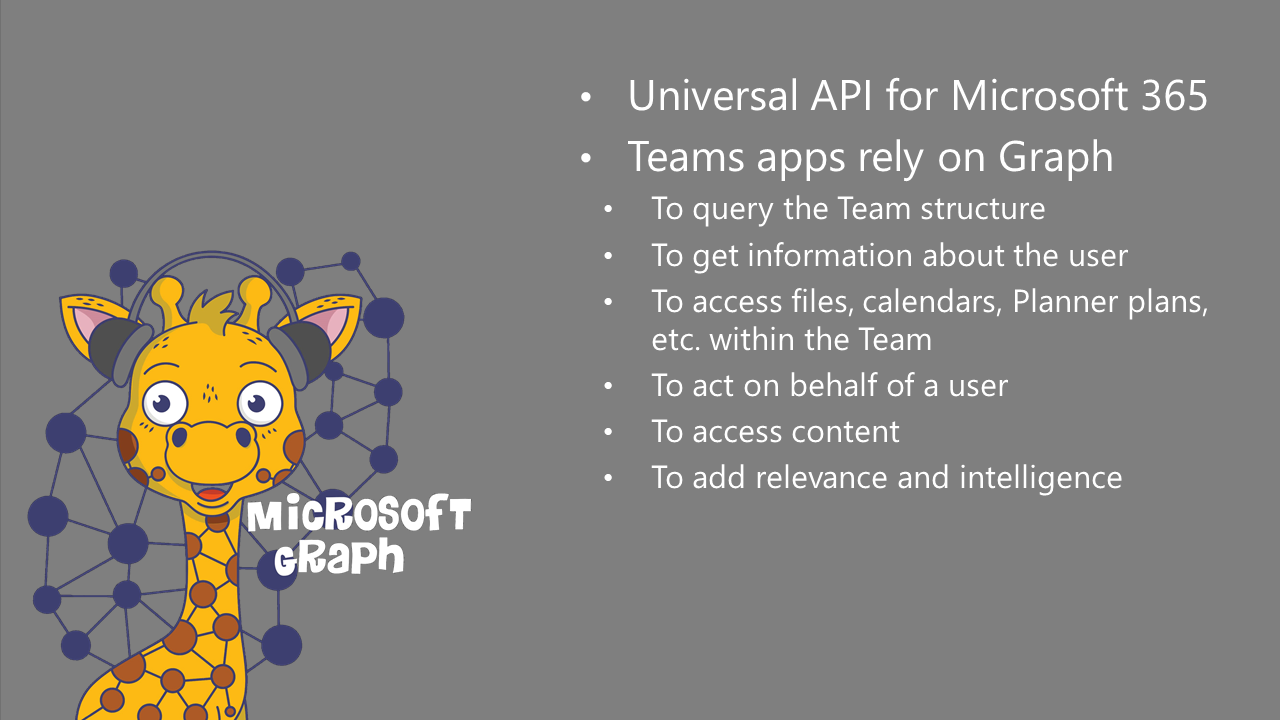 • Universal API for Microsoft 365
• Teams apps rely on Graph
• To query the Team structure
• To get information about the user
• To access files, calendars, Planner plans,
etc. within the Team
• To act on behalf of a user
• To access content
• To add relevance and intelligence
MicRosofT
GRaph